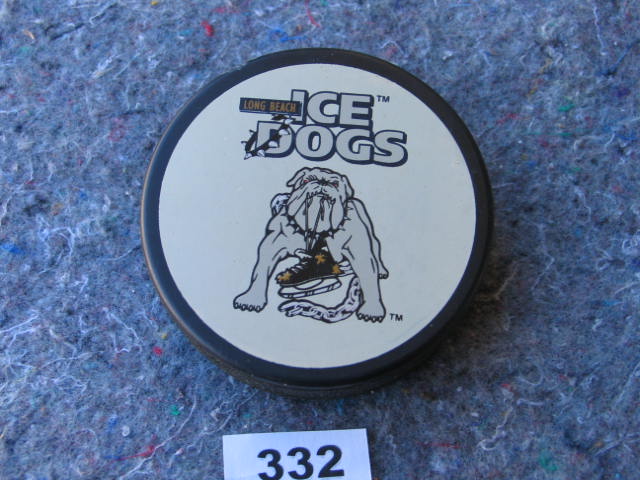 LONG BEACH
ICE™
DOGS
™
332